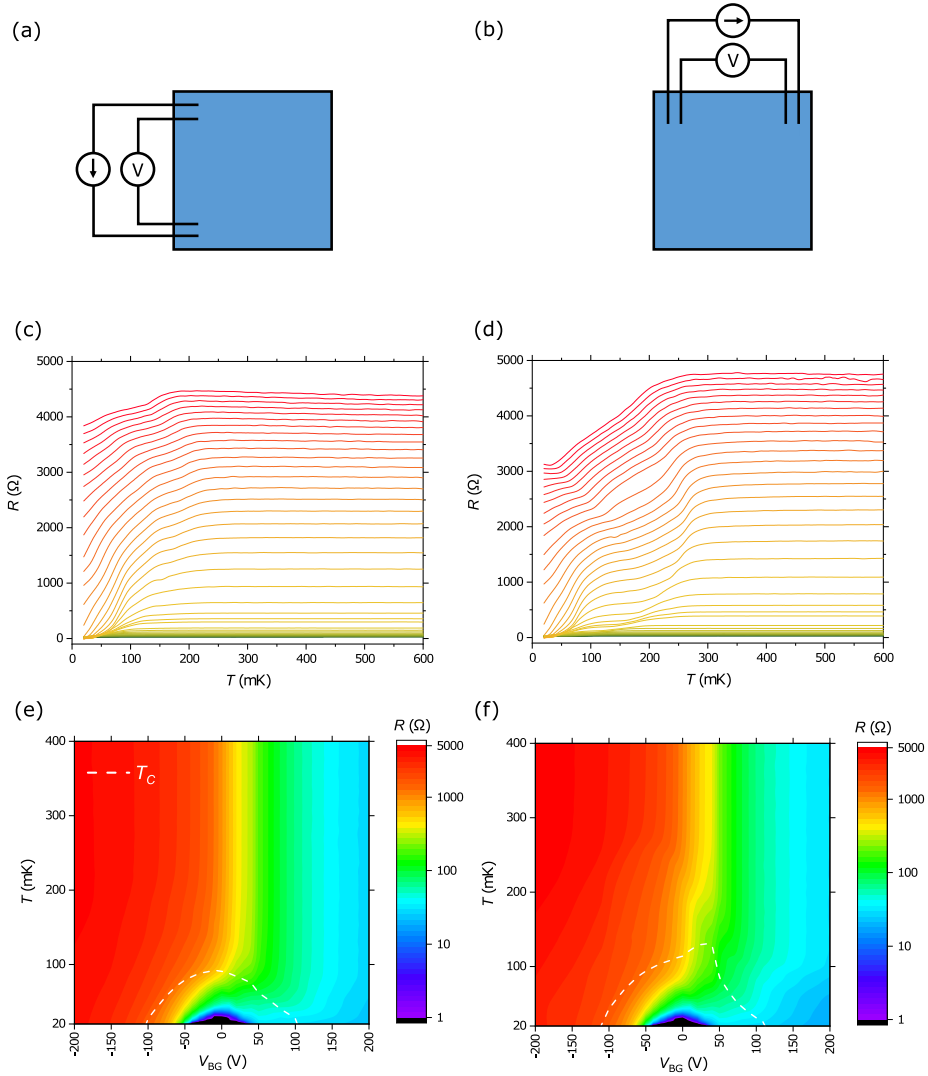 (a)
(b)
V
V
(c)
(d)
5000
4000
3000
2000
1000
0
R (Ω)
0 100 200 300 400 500 600
T (mK)
5000
4000
3000
2000
1000
0
R (Ω)
0 100 200 300 400 500 600
T (mK)
(e)
(f)
400
300
200
100
20
T (mK)
T_C
-200 -150 -100 -50 0 50 100 150 200
V_BG (V)
R (Ω)
5000
1000
100
10
1
400
300
200
100
20
T (mK)
-200 -150 -100 -50 0 50 100 150 200
V_BG (V)
R (Ω)
5000
1000
100
10
1